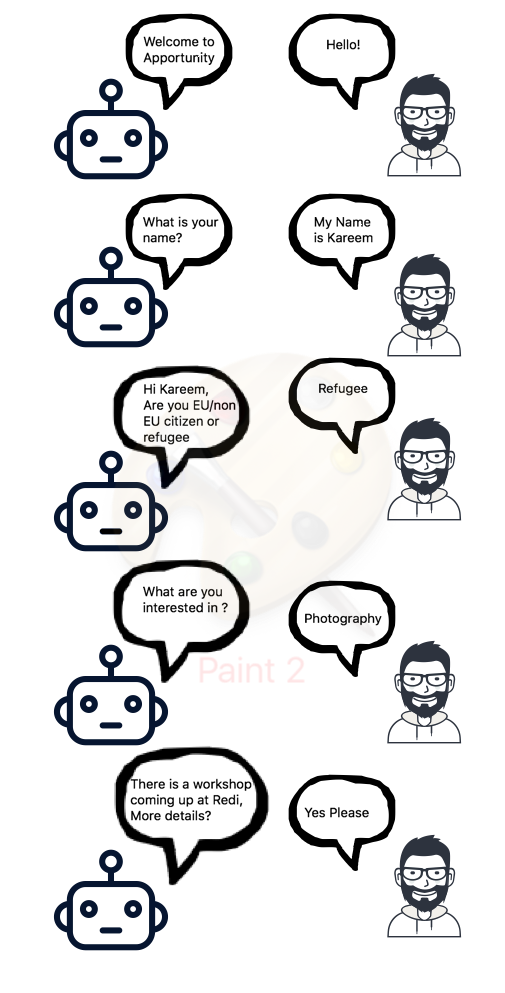 Welcome to
Apportunity
Hello!
What is your
name?
My Name
is Kareem
Hi Kareem,
Are you EU/non
EU citizen or
refugee
Refugee
What are you
interested in ?
Photography
Paint 2
There is a workshop
coming up at Redi,
More details?
Yes Please